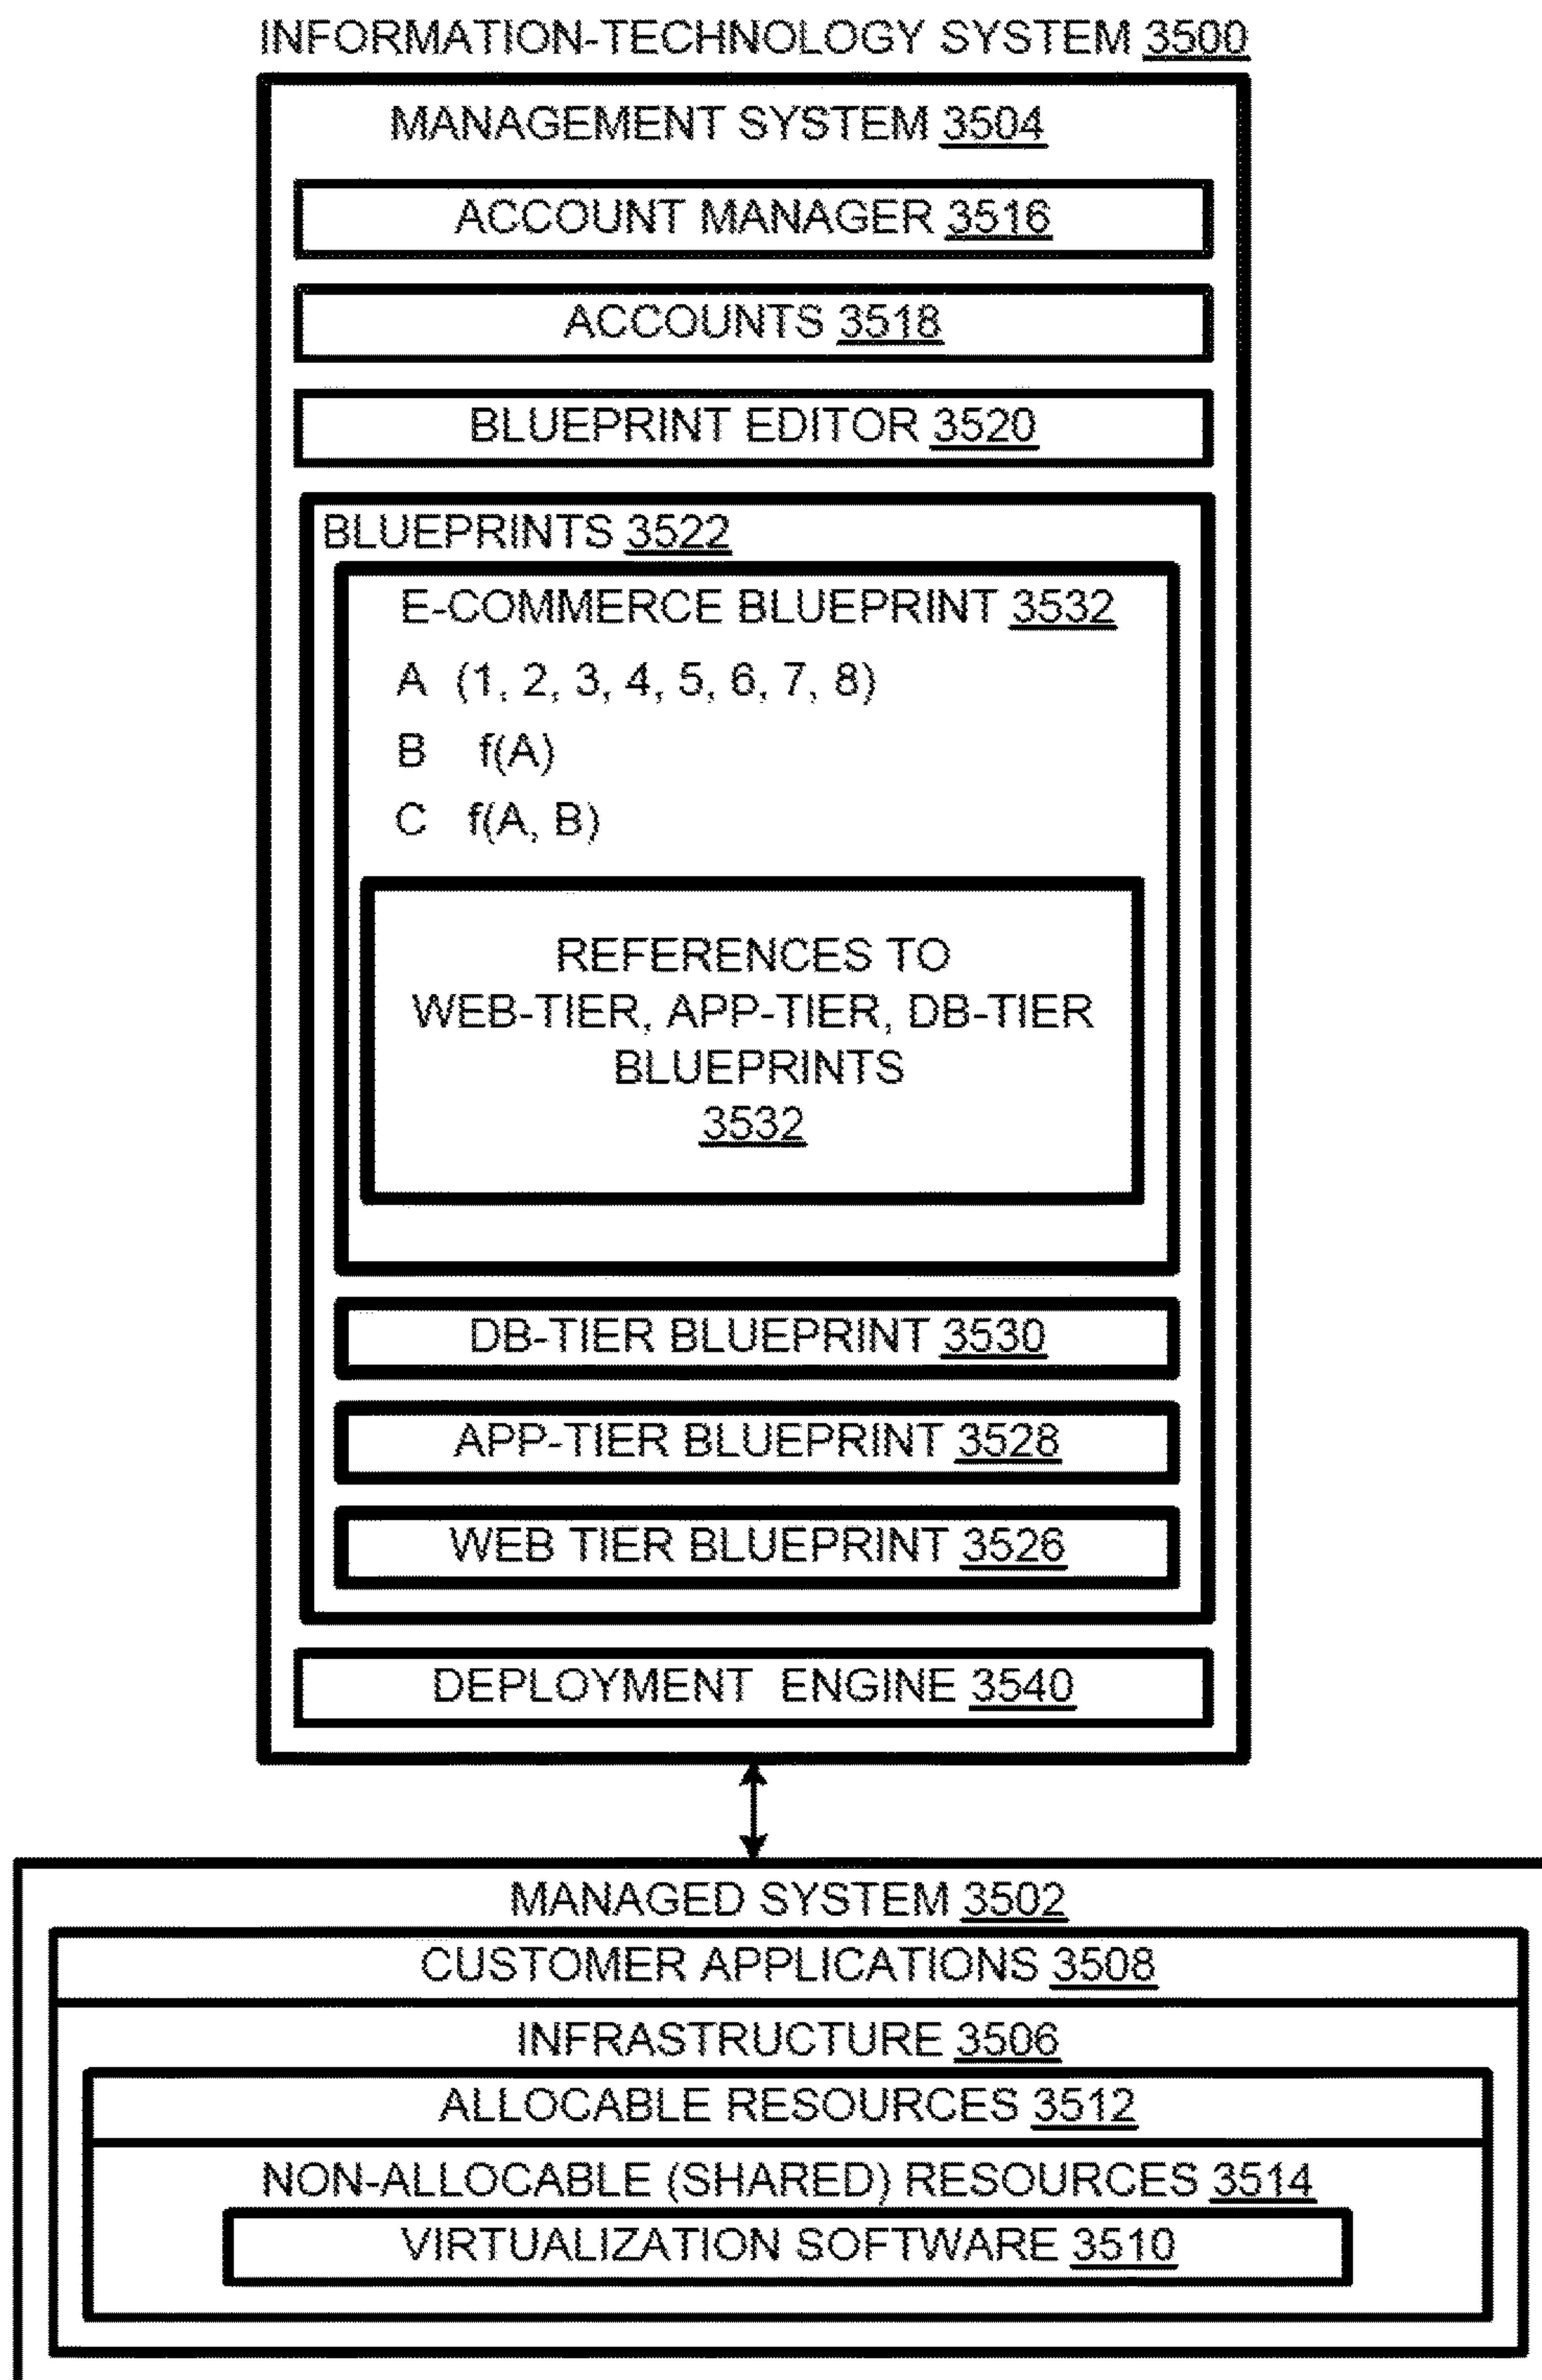 INFORMATION-TECHNOLOGY SYSTEM 3500
MANAGEMENT SYSTEM 3504
ACCOUNT MANAGER 3516
ACCOUNTS 3518
BLUEPRINT EDITOR 3520
BLUEPRINTS 3522
E-COMMERCE BLUEPRINT 3532
A (1, 2, 3, 4, 5, 6, 7, 8)
B f(A)
C f(A, B)
REFERENCES TO
WEB-TIER, APP-TIER, DB-TIER
BLUEPRINTS
3532
DB-TIER BLUEPRINT 3530
APP-TIER BLUEPRINT 3528
WEB TIER BLUEPRINT 3526
DEPLOYMENT ENGINE 3540
MANAGED SYSTEM 3502
CUSTOMER APPLICATIONS 3508
INFRASTRUCTURE 3506
ALLOCABLE RESOURCES 3512
NON-ALLOCABLE (SHARED) RESOURCES 3514
VIRTUALIZATION SOFTWARE 3510